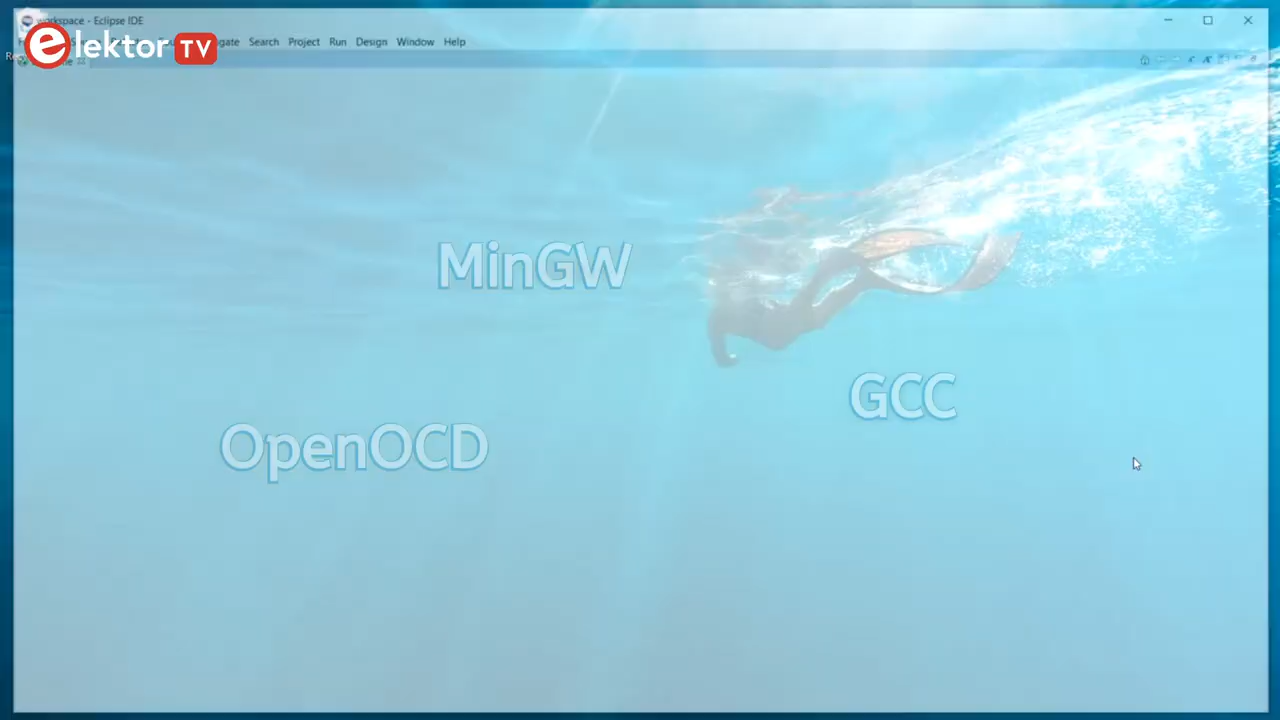 workspace - Eclipse IDE
Search Project Run Design Window Help
elektor TV
MinGW
GCC
OpenOCD